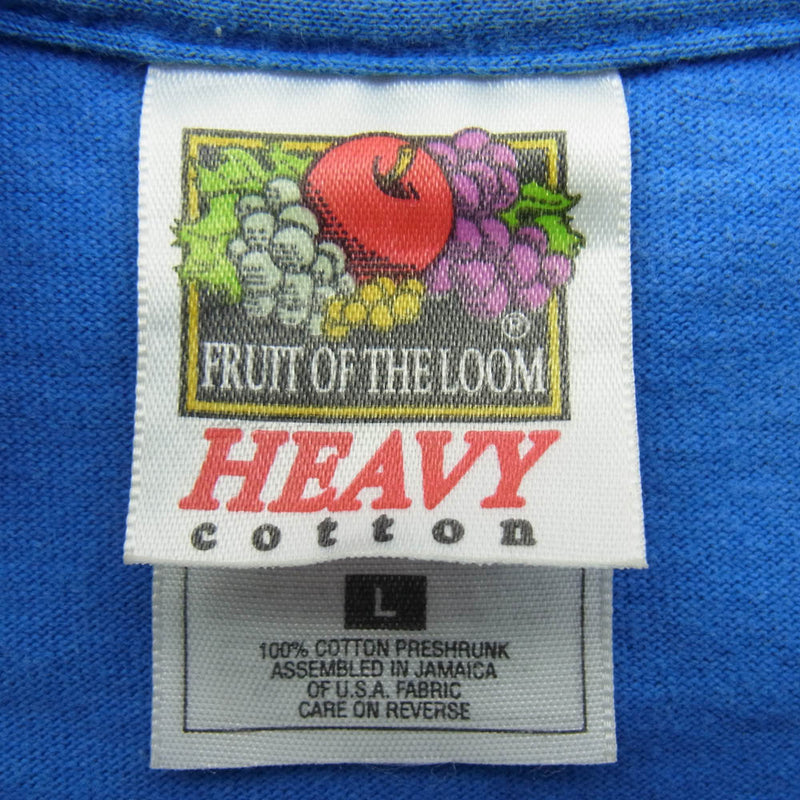 ®
FRUIT OF THE LOOM
HEAVY
cotton
L
100% COTTON PRESHRUNK
ASSEMBLED IN JAMAICA
OF U.S.A. FABRIC
CARE ON REVERSE